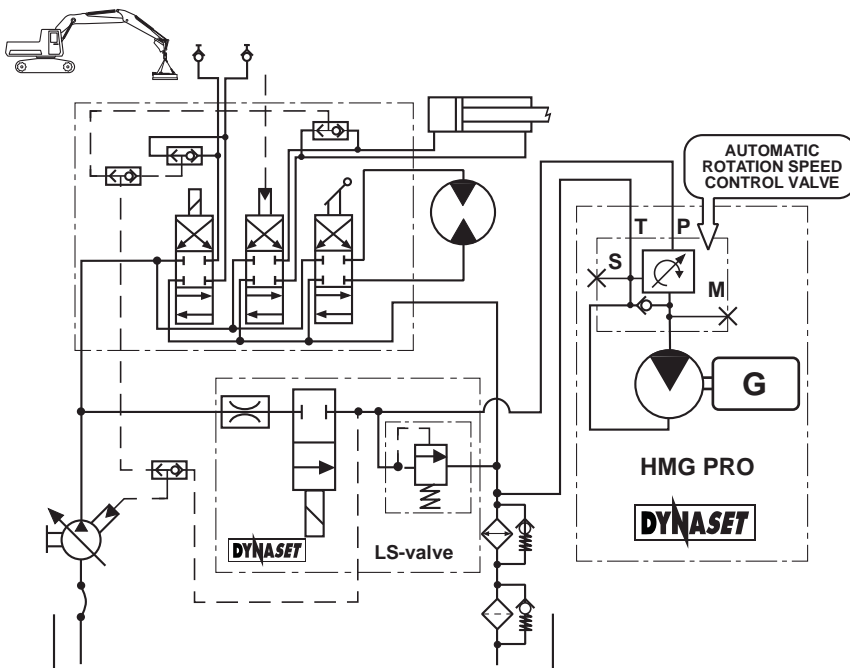 AUTOMATIC
ROTATION SPEED
CONTROL VALVE
T P
S
M
G
HMG PRO
DYNASET
DYNASET
LS-valve